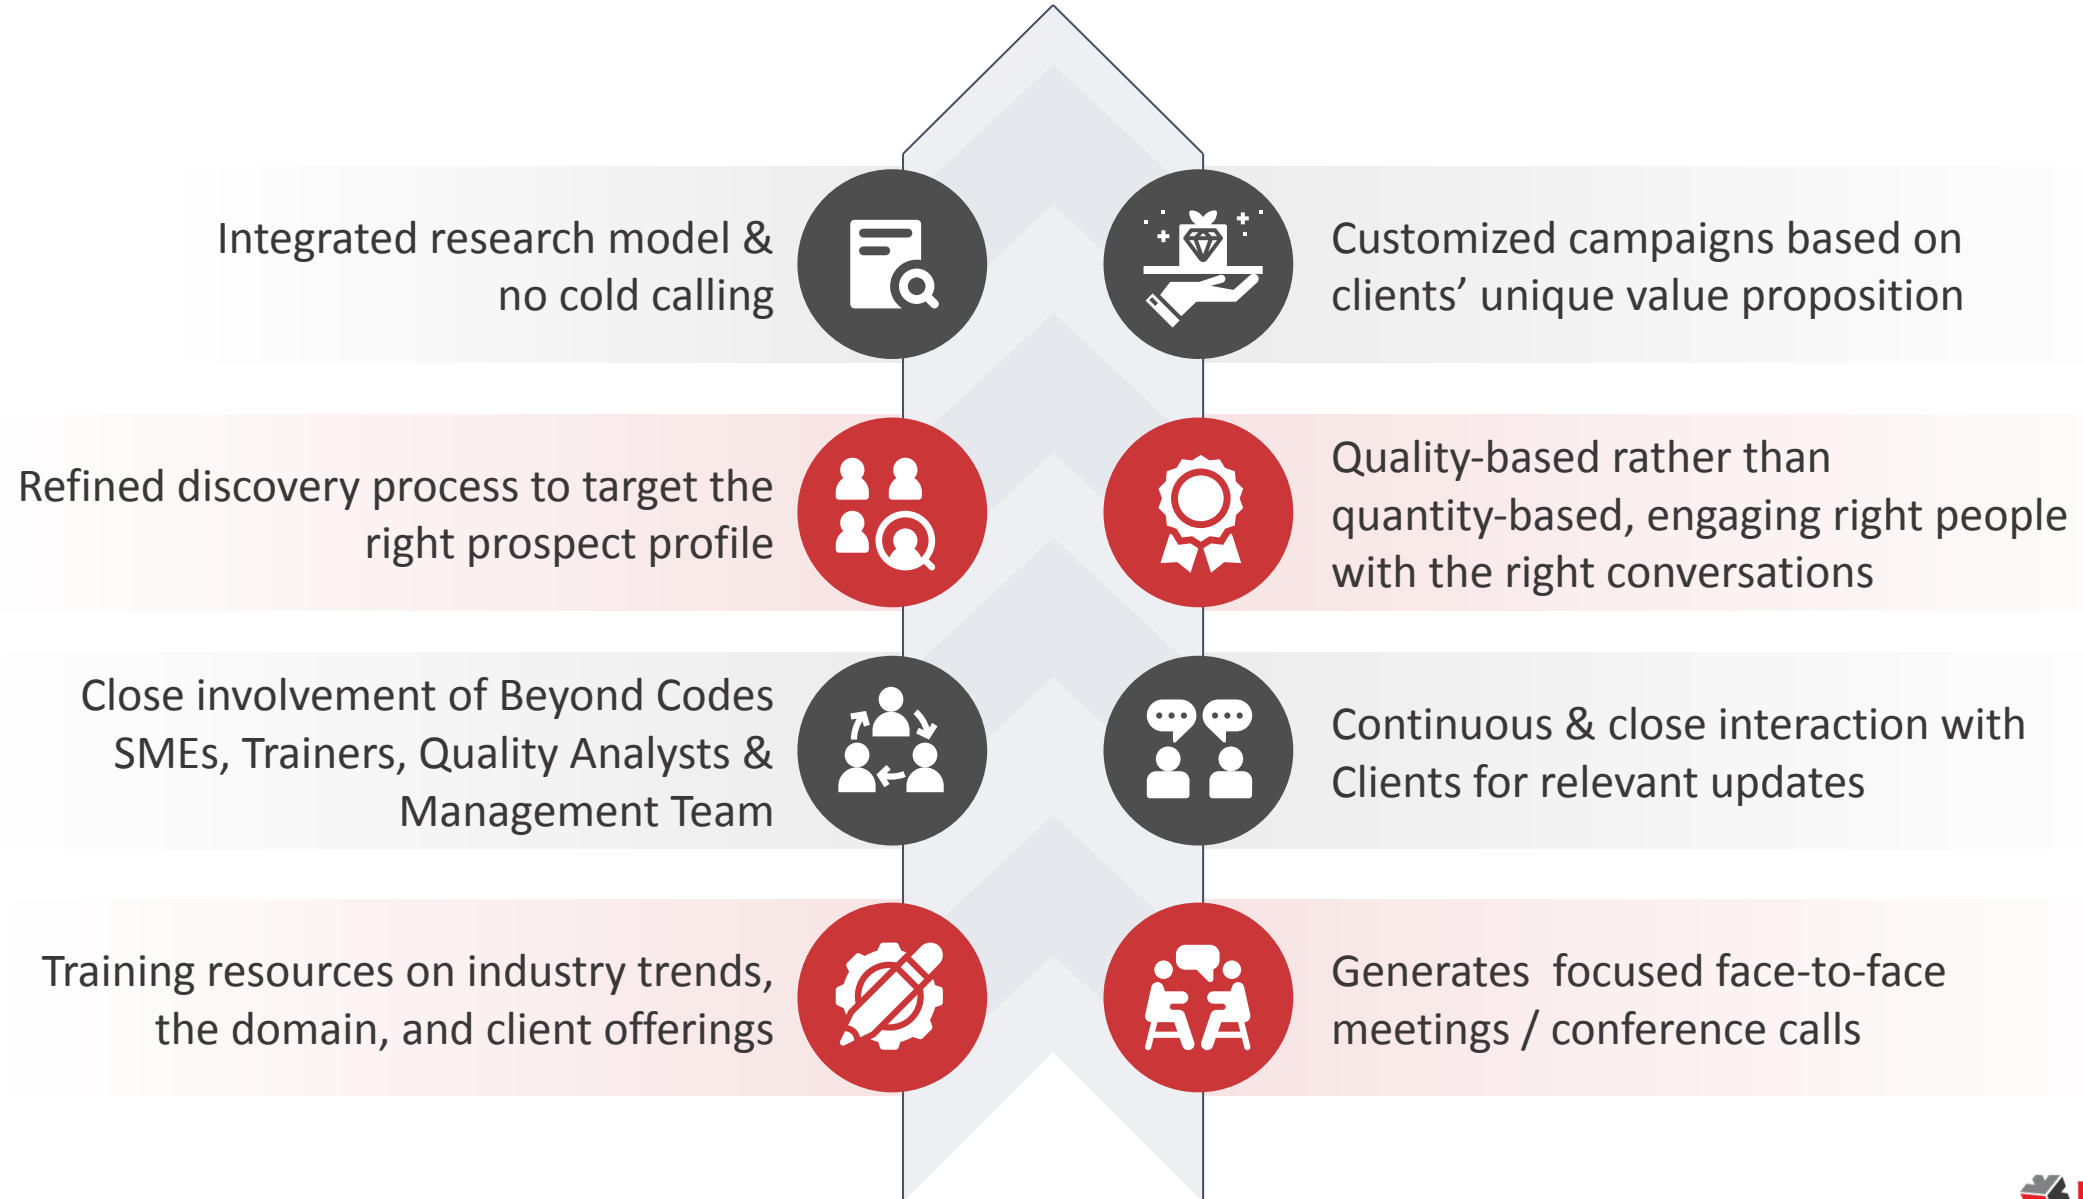 Integrated research model &
no cold calling
Customized campaigns based on
clients’ unique value proposition
Refined discovery process to target the
right prospect profile
Quality-based rather than
quantity-based, engaging right people
with the right conversations
Close involvement of Beyond Codes
SMEs, Trainers, Quality Analysts &
Management Team
Continuous & close interaction with
Clients for relevant updates
Training resources on industry trends,
the domain, and client offerings
Generates  focused face-to-face
meetings / conference calls